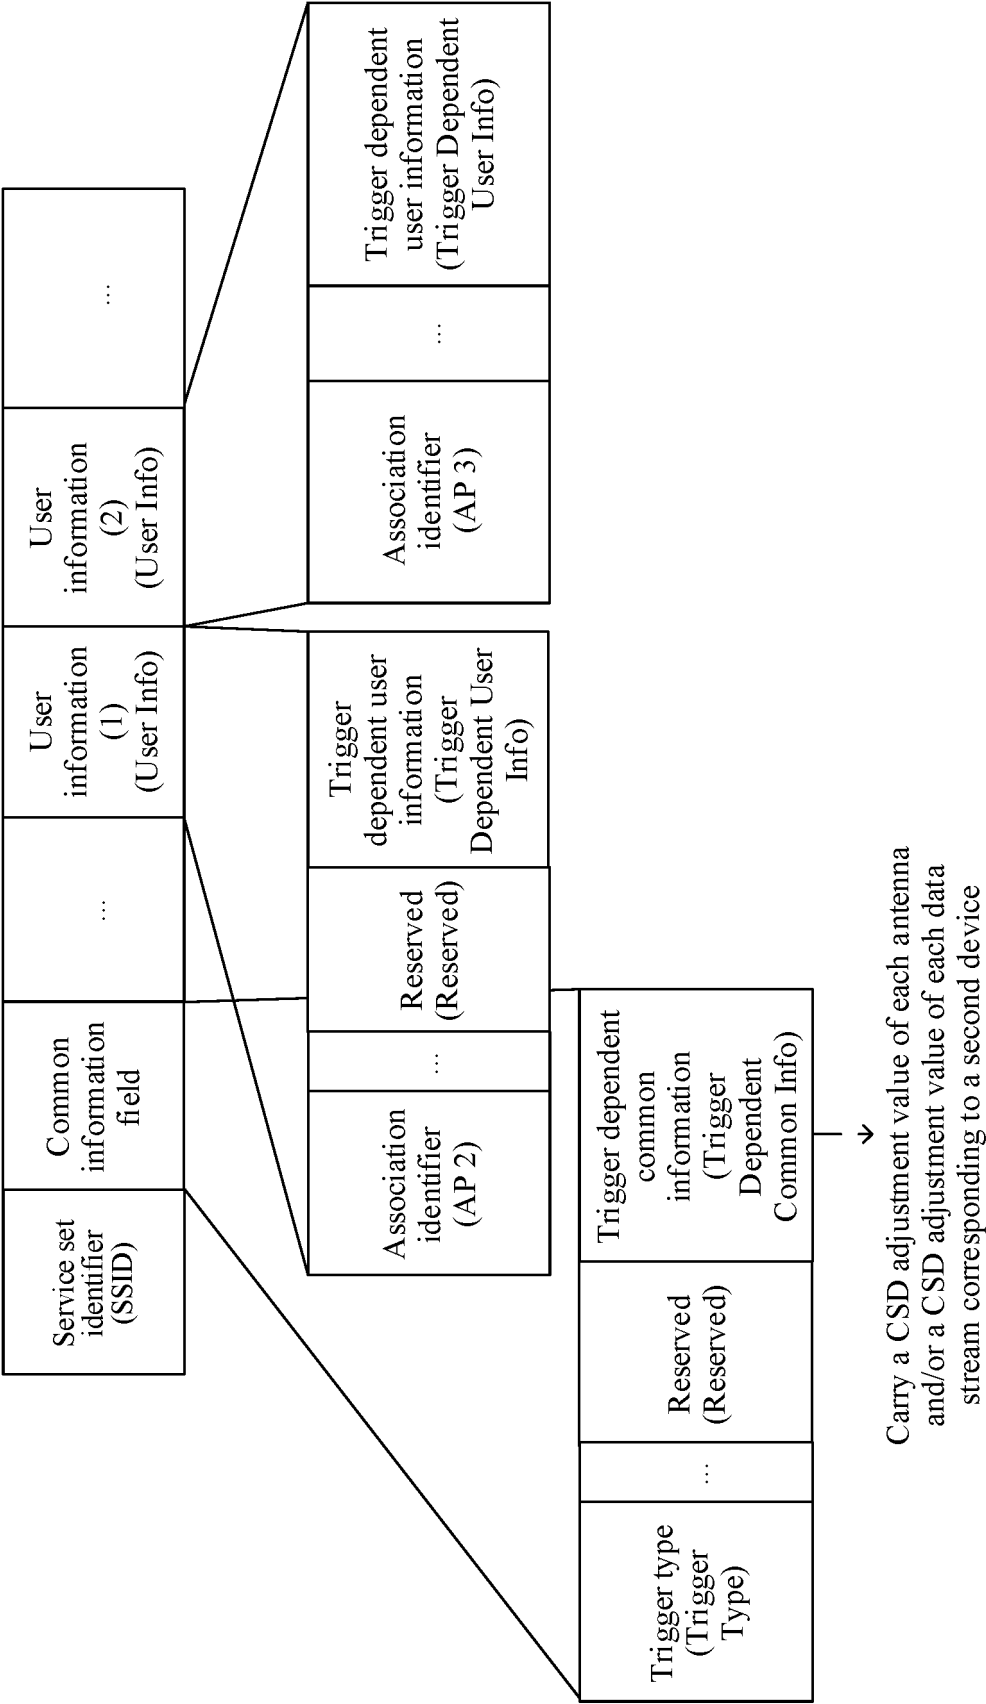 Service set
identifier
(SSID)
Common
information
field
...
User
information
(1)
(User Info)
User
information
(2)
(User Info)
...
Association
identifier
(AP 2)
...
Reserved
(Reserved)
Trigger
dependent user
information
(Trigger
Dependent User
Info)
Association
identifier
(AP 3)
...
Trigger dependent
user information
(Trigger Dependent
User Info)
Trigger type
(Trigger
Type)
...
Reserved
(Reserved)
Trigger dependent
common
information
(Trigger
Dependent
Common Info)
Carry a CSD adjustment value of each antenna
and/or a CSD adjustment value of each data
stream corresponding to a second device